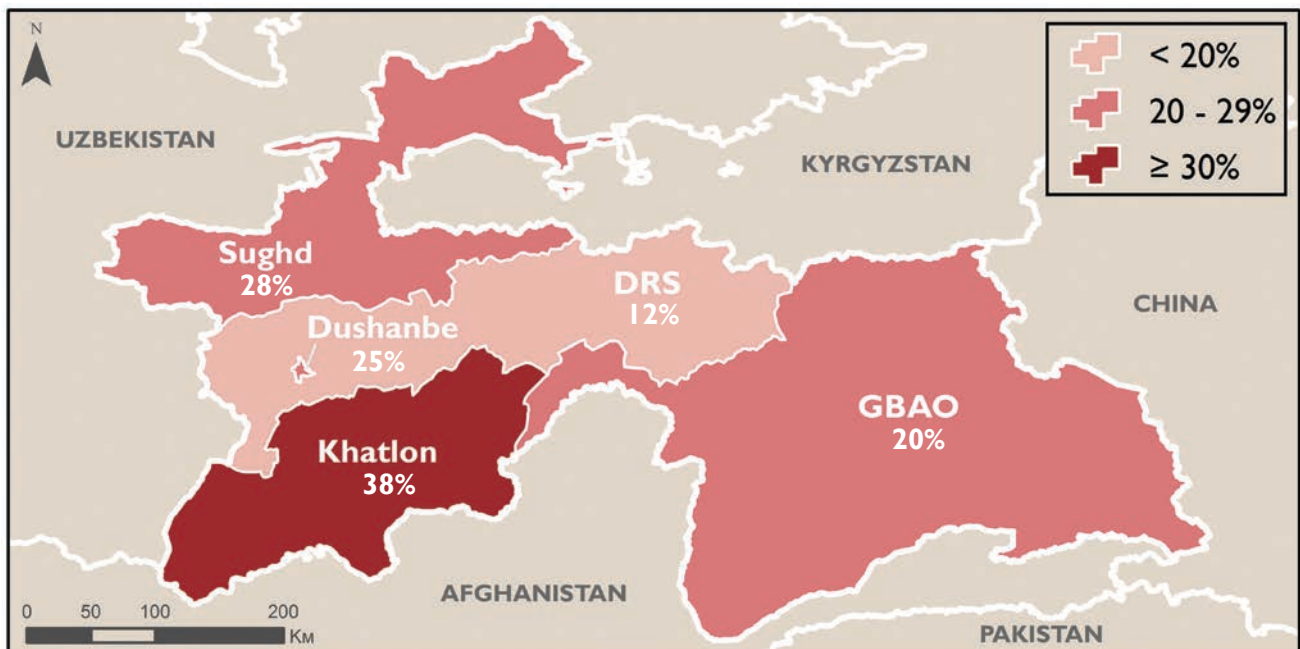 N
< 20%
20 - 29%
≥ 30%
UZBEKISTAN
KYRGYZSTAN
Sughd
28%
DRS
12%
CHINA
Dushanbe
25%
GBAO
20%
Khatlon
38%
AFGHANISTAN
PAKISTAN
0 50 100 200
Km